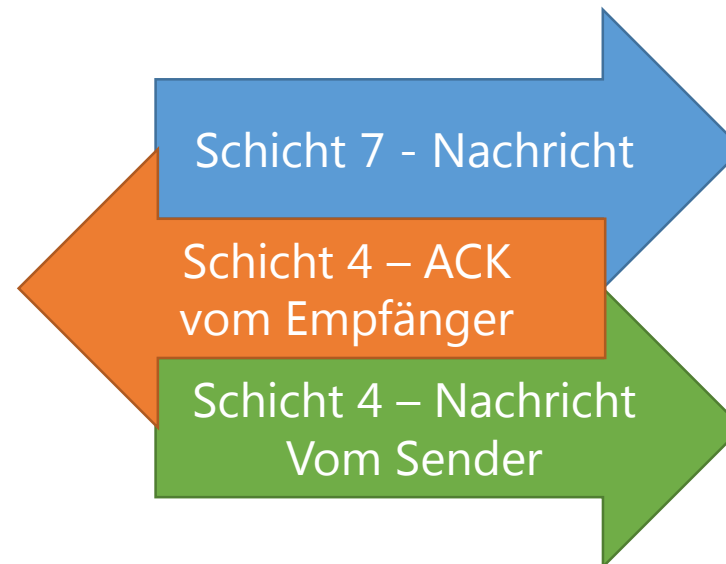 Schicht 7 - Nachricht
Schicht 4 – ACK
vom Empfänger
Schicht 4 – Nachricht
Vom Sender